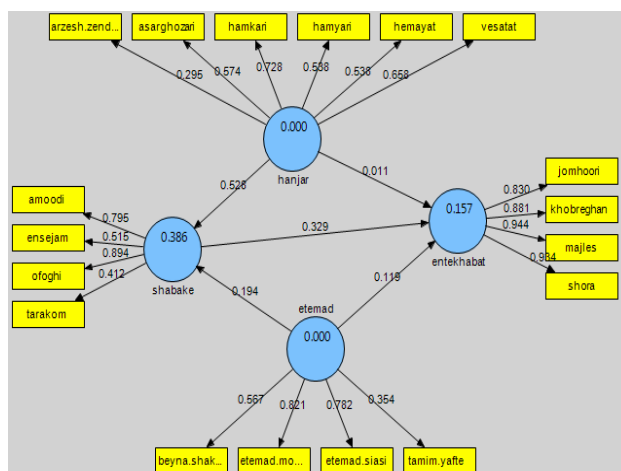 arzesh.zend...
asarghozari
hamkari
hamyari
hemayat
vesatat
0.295
0.574
0.728
0.538
0.538
0.658
0.000
hanjar
0.528
0.011
amoodi
ensejam
ofoghi
tarakom
0.795
0.515
0.894
0.412
0.386
shabake
0.329
0.157
entekhabat
0.830
0.881
0.944
0.934
jomhoori
khobreghan
majles
shora
0.194
0.119
etemad
0.000
0.567
0.821
0.782
0.354
beyna.shak...
etemad.mo...
etemad.siasi
tamim.yafte